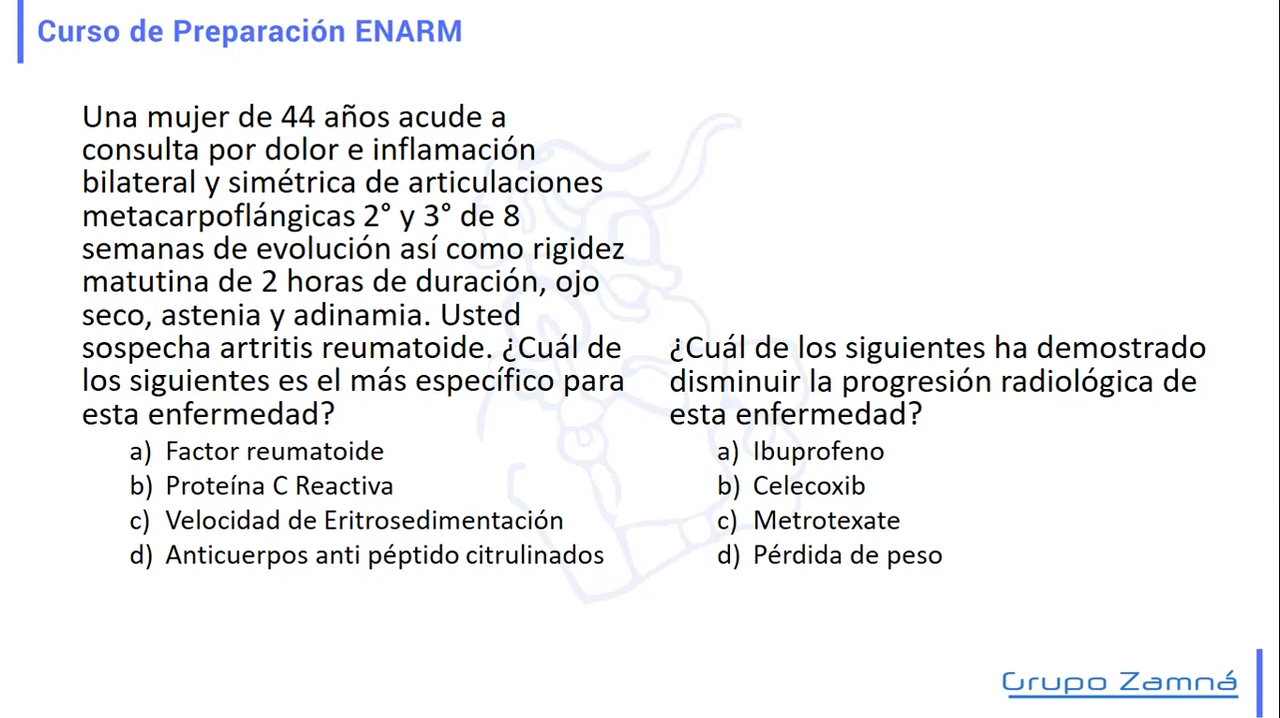 Curso de Preparación ENARM
Una mujer de 44 años acude a
consulta por dolor e inflamación
bilateral y simétrica de articulaciones
metacarpoflángicas 2° y 3° de 8
semanas de evolución así como rigidez
matutina de 2 horas de duración, ojo
seco, astenia y adinamia. Usted
sospecha artritis reumatoide. ¿Cuál de
los siguientes es el más específico para
esta enfermedad?
a) Factor reumatoide
b) Proteína C Reactiva
c) Velocidad de Eritrosedimentación
d) Anticuerpos anti péptido citrulinados
¿Cuál de los siguientes ha demostrado
disminuir la progresión radiológica de
esta enfermedad?
a) Ibuprofeno
b) Celecoxib
c) Metrotexate
d) Pérdida de peso
Grupo Zamná